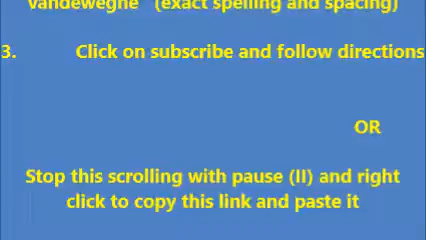 Vandeweghe (exact spelling and spacing)
3. Click on subscribe and follow directions
OR
Stop this scrolling with pause (II) and right
click to copy this link and paste it